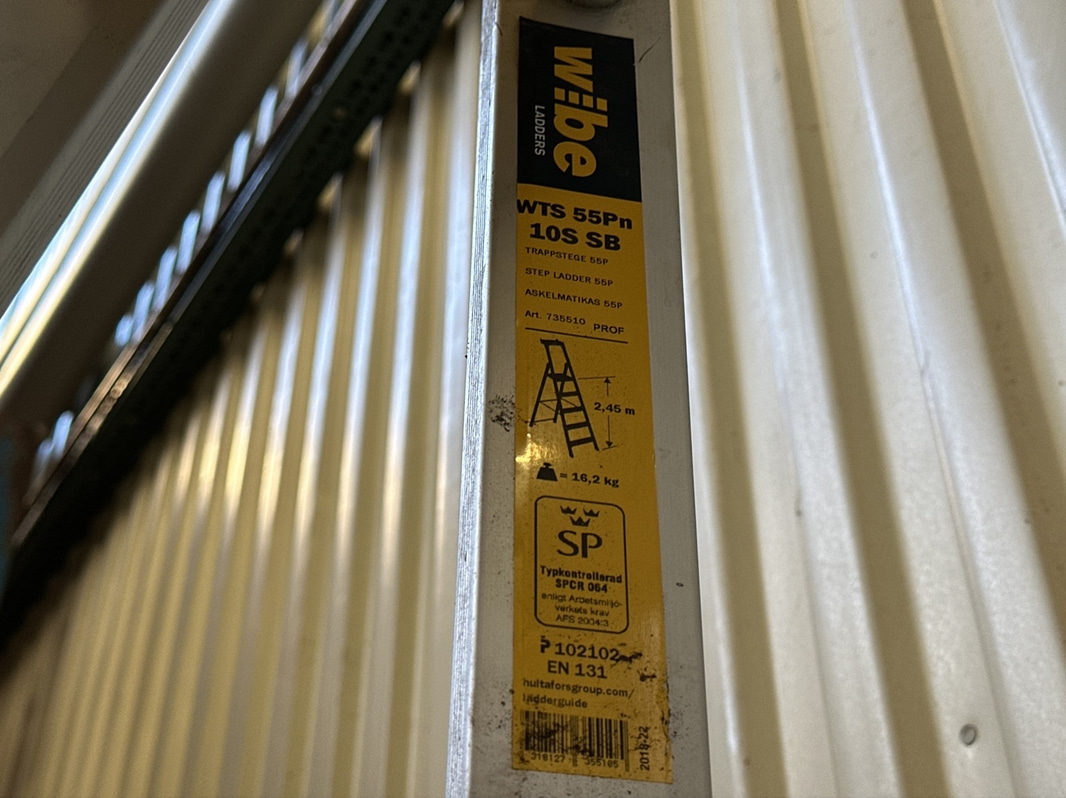 wibe
LADDERS
WTS 55Pn
10S SB
TRAPPSTEGE 55P
STEP LADDER 55P
ASKELMATIKAS 55P
Art. 735510 PROF
2,45 m
= 16,2 kg
SP
Typkontrollerad
SPCR 064
enligt Arbetsmiljö-
verkets krav
AFS 2004:3
102102
EN 131
hultaforsgroup.com/
ladderguide
318127 355105